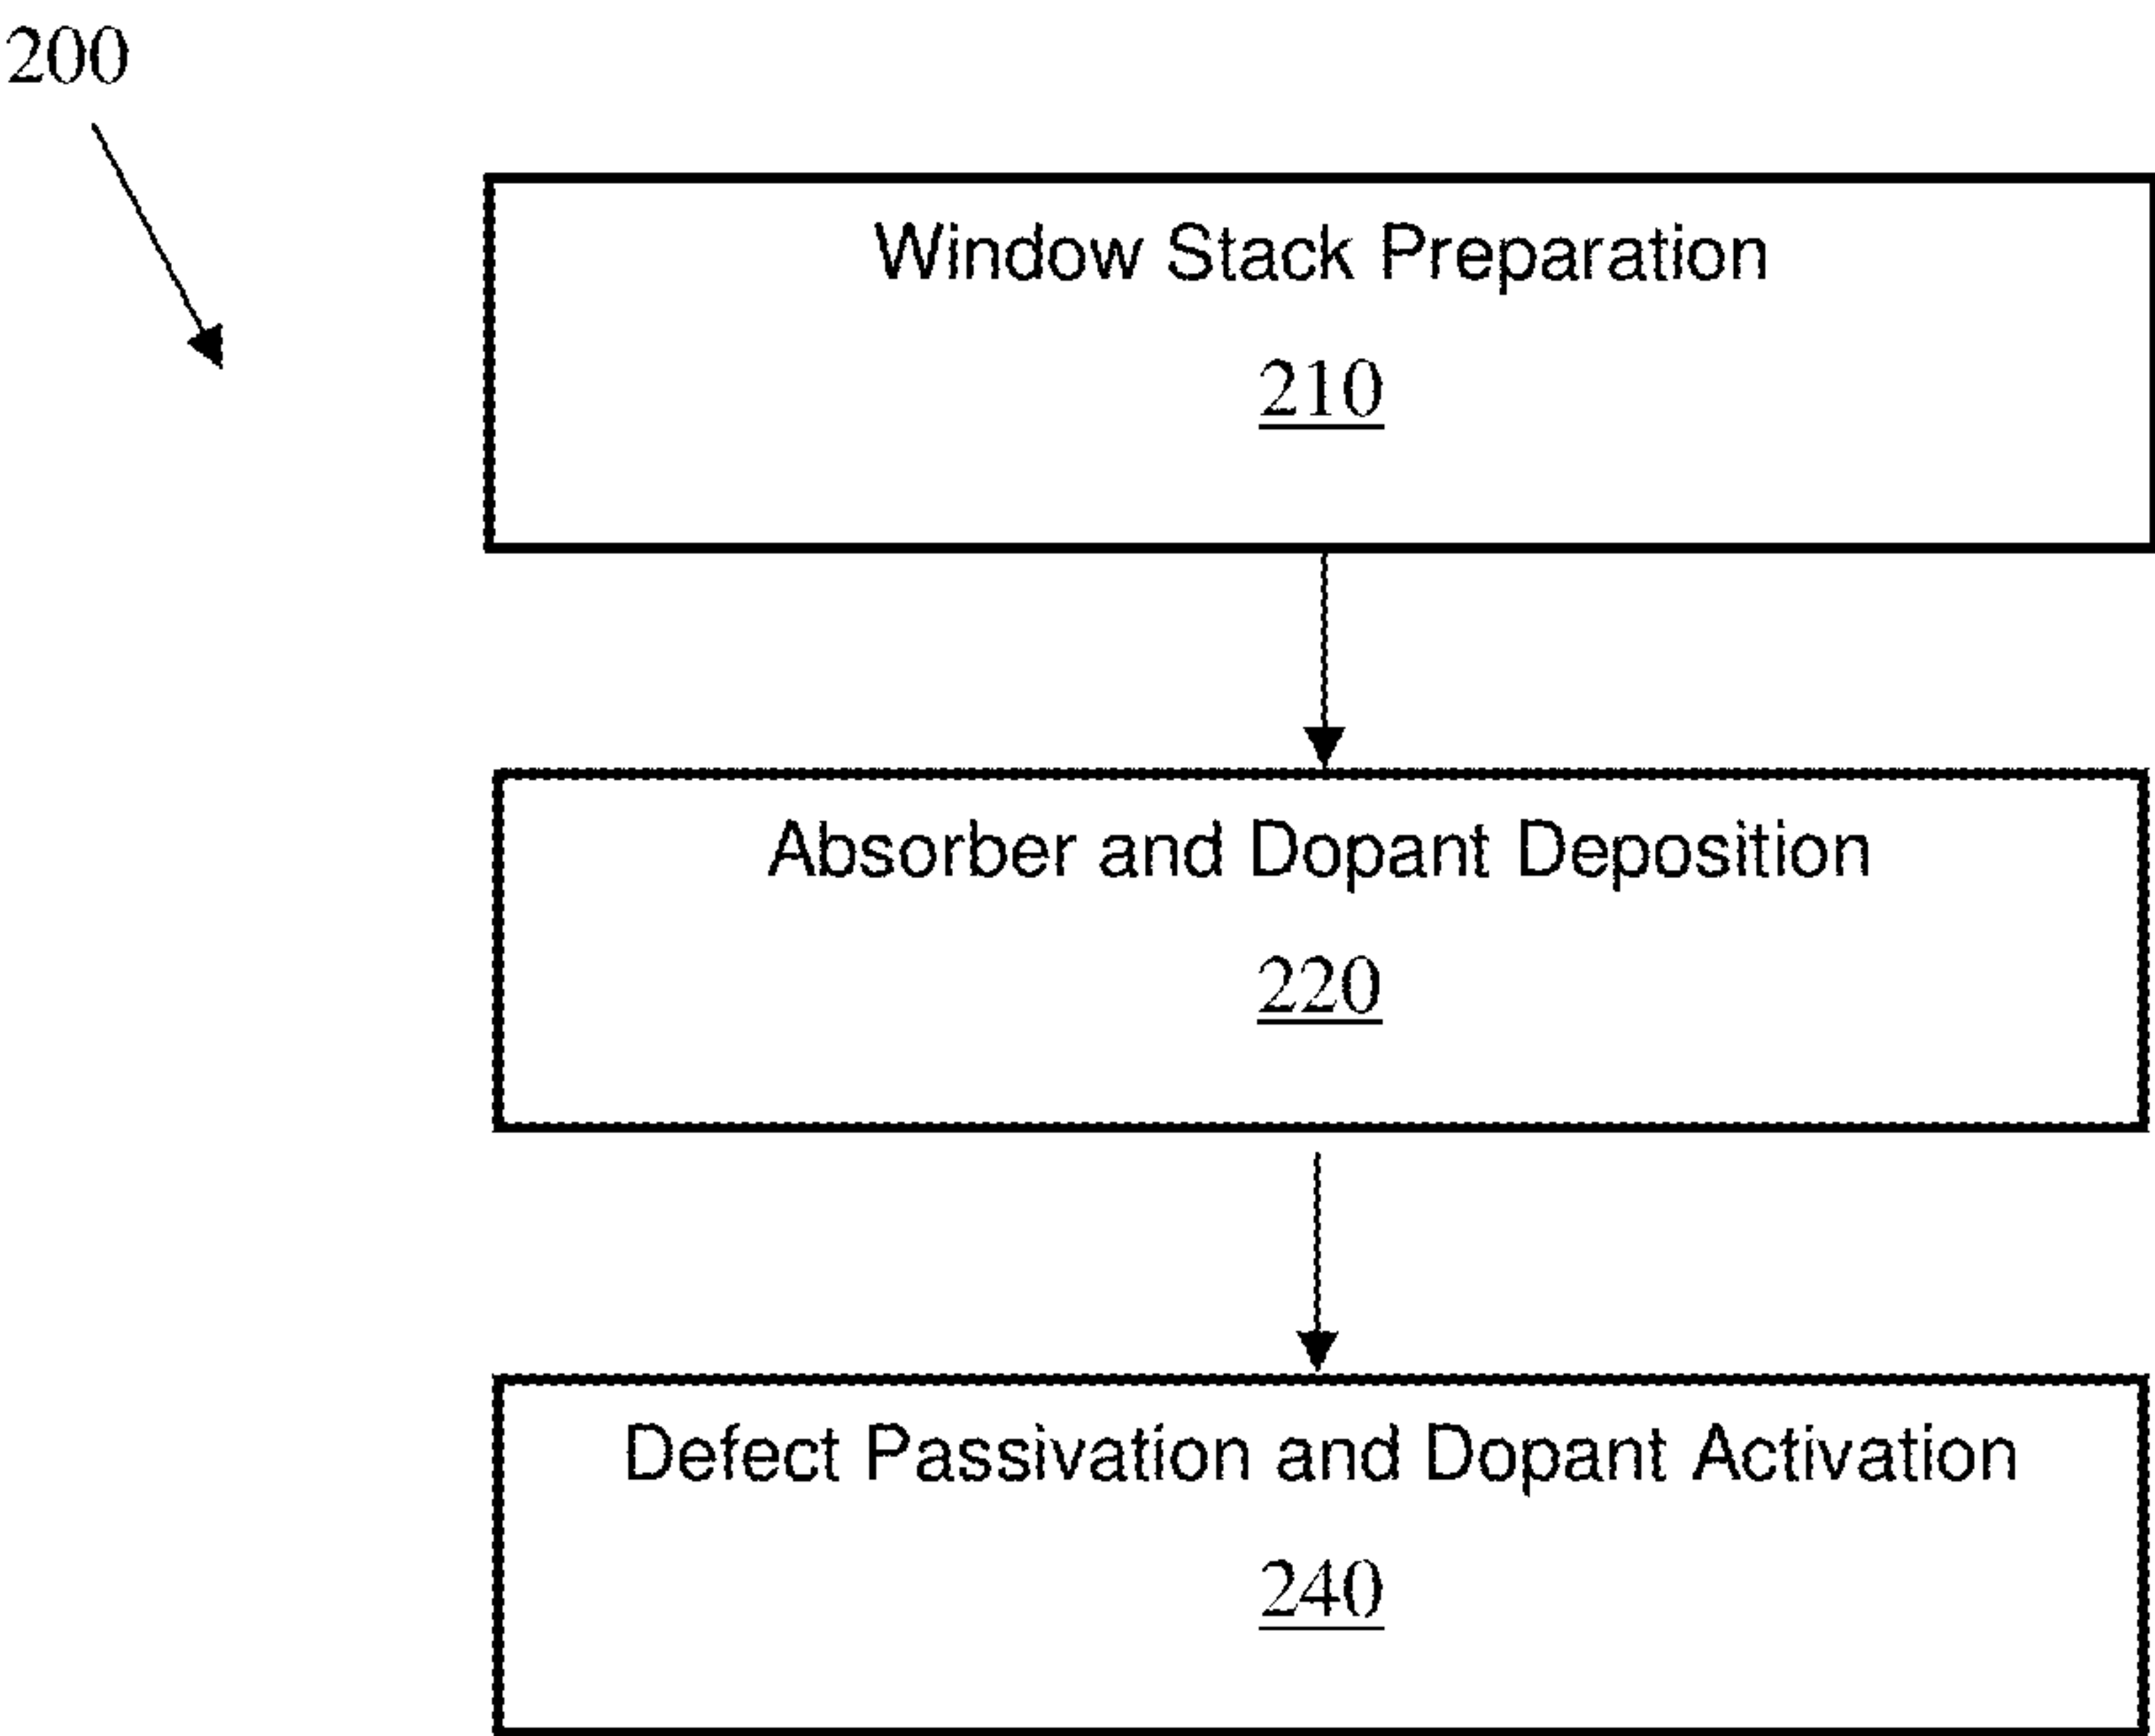 200
Window Stack Preparation
210
Absorber and Dopant Deposition
220
Defect Passivation and Dopant Activation
240